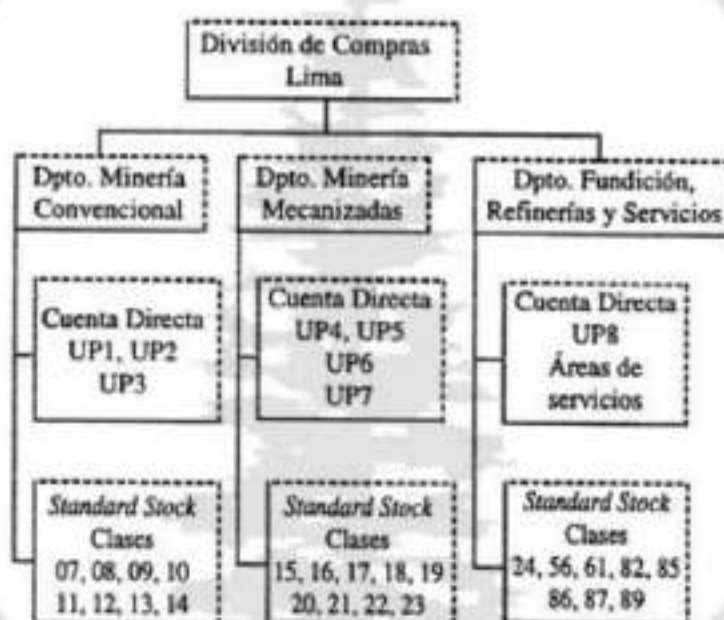 División de Compras
Lima
Dpto. Minería
Convencional
Dpto. Minería
Mecanizadas
Dpto. Fundición,
Refinerías y Servicios
Cuenta Directa
UP1, UP2
UP3
Cuenta Directa
UP4, UP5
UP6
UP7
Cuenta Directa
UP8
Áreas de
servicios
Standard Stock
Clases
07, 08, 09, 10
11, 12, 13, 14
Standard Stock
Clases
15, 16, 17, 18, 19
20, 21, 22, 23
Standard Stock
Clases
24, 56, 61, 82, 85
86, 87, 89